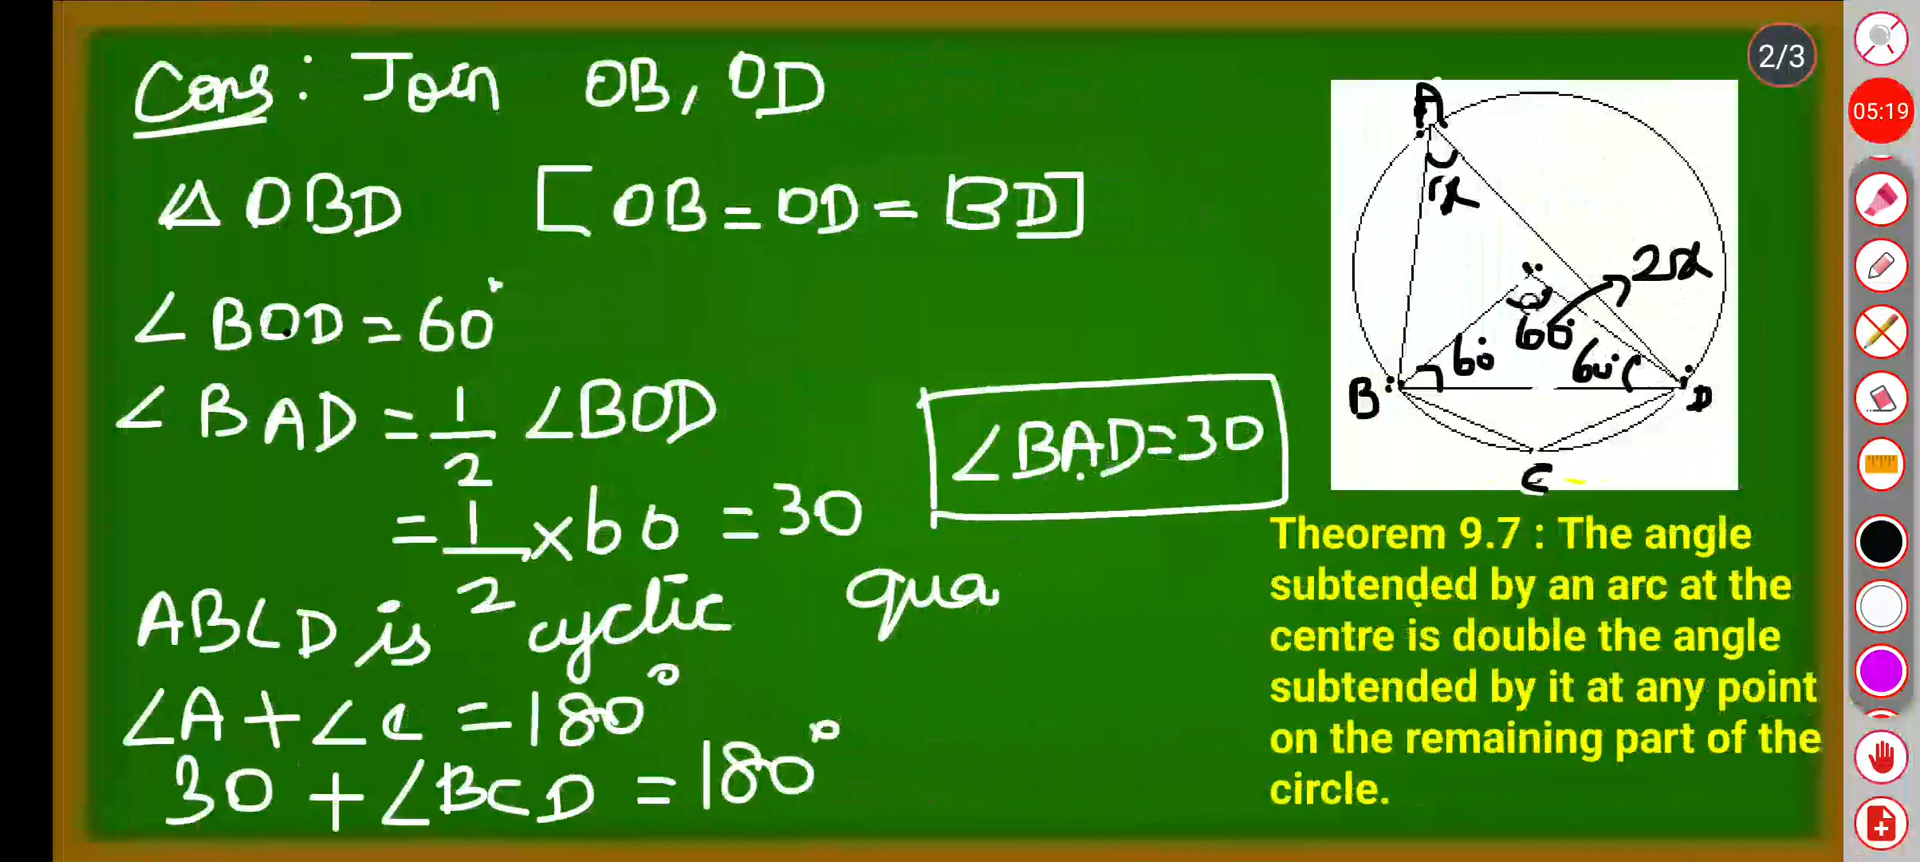 Cons: Join OB, OD
△ OBD [OB = OD = BD]
∠ BOD = 60°
∠ BAD = 1/2 ∠BOD
= 1/2 × 60 = 30
∠BAD = 30
ABCD is cyclic qua
∠A + ∠C = 180°
30 + ∠BCD = 180°
2/3
05:19
A
x
2x
O
60°
60°
60°
B
D
C
Theorem 9.7 : The angle
subtended by an arc at the
centre is double the angle
subtended by it at any point
on the remaining part of the
circle.